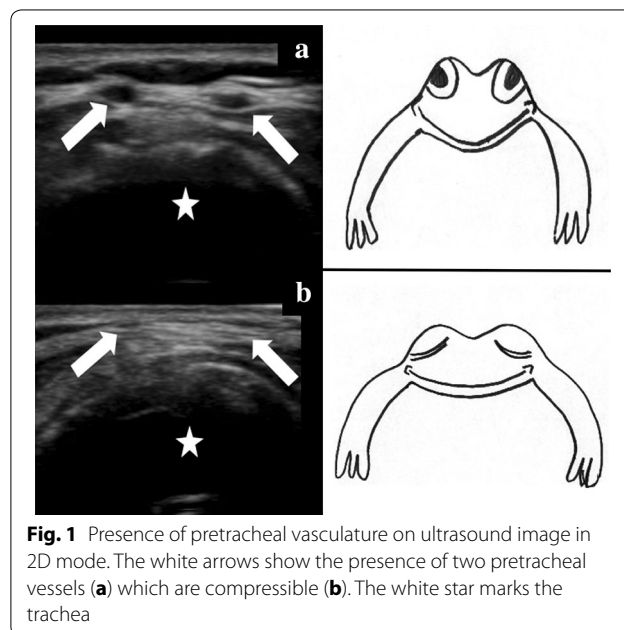 a
b
Fig. 1 Presence of pretracheal vasculature on ultrasound image in
2D mode. The white arrows show the presence of two pretracheal
vessels (a) which are compressible (b). The white star marks the
trachea